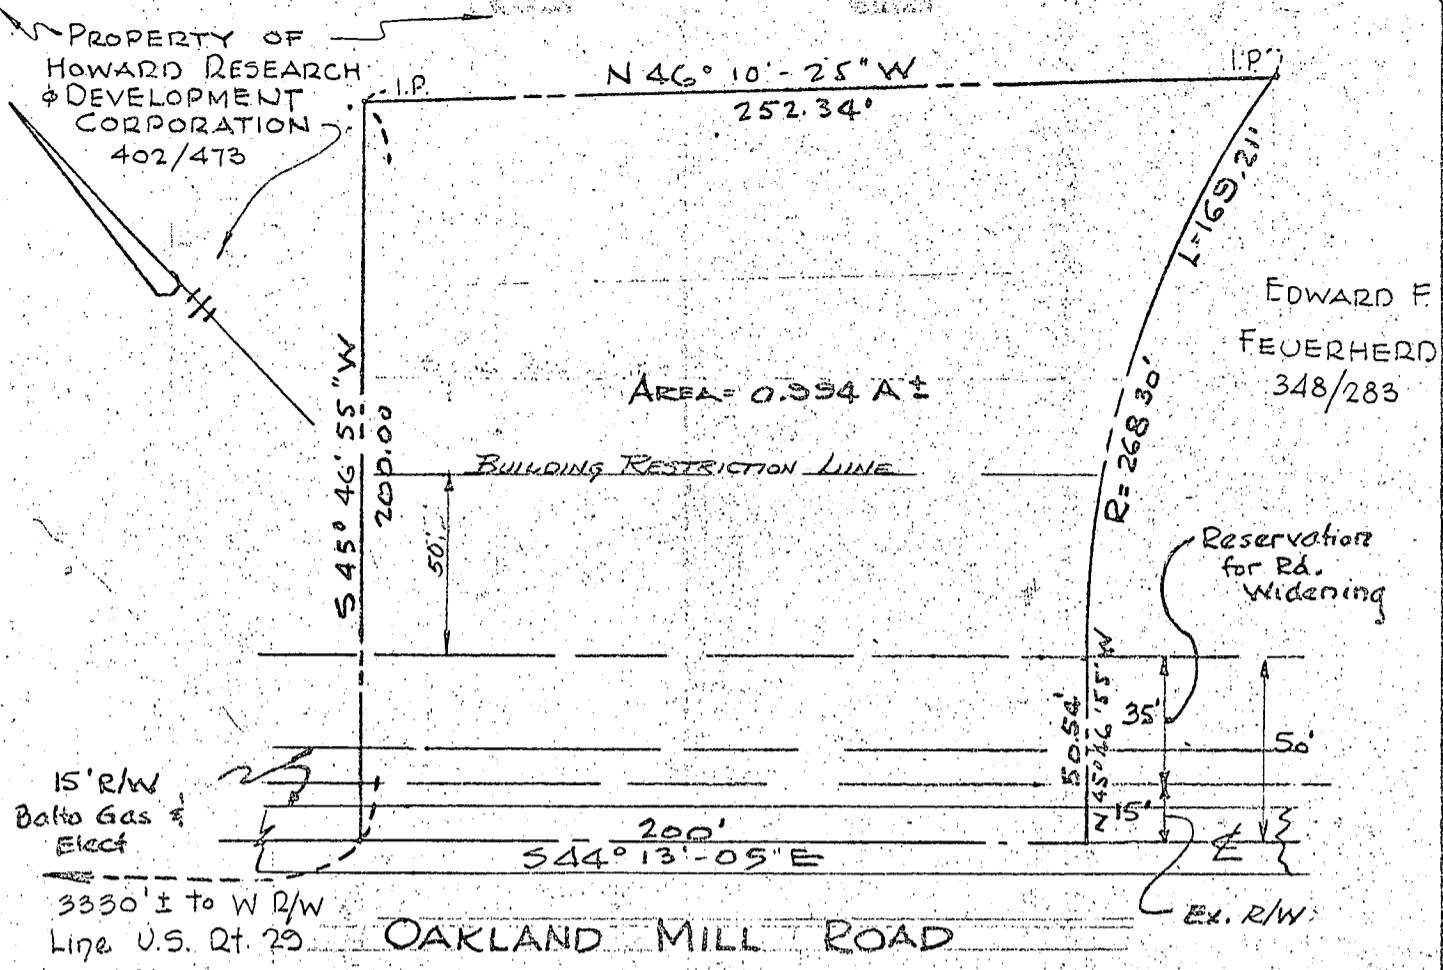 PROPERTY OF
HOWARD RESEARCH
& DEVELOPMENT
CORPORATION
402/473
I.P.
N 46° 10'-25" W
252.34'
I.P.
L=169.21'
R=268.30'
EDWARD F.
FEUERHERD
348/283
S 45° 46' 55" W
200.00
AREA= 0.994 A ±
BUILDING RESTRICTION LINE
50'
Reservation
for Rd.
Widening
50.54'
N 45° 46' 55" W
35'
15'
50'
15' R/W
Balto Gas &
Elect
200'
S 44° 13'-05" E
℄
3330' ± to W R/W
Line U.S. Rt. 29
Ex. R/W
OAKLAND MILL ROAD